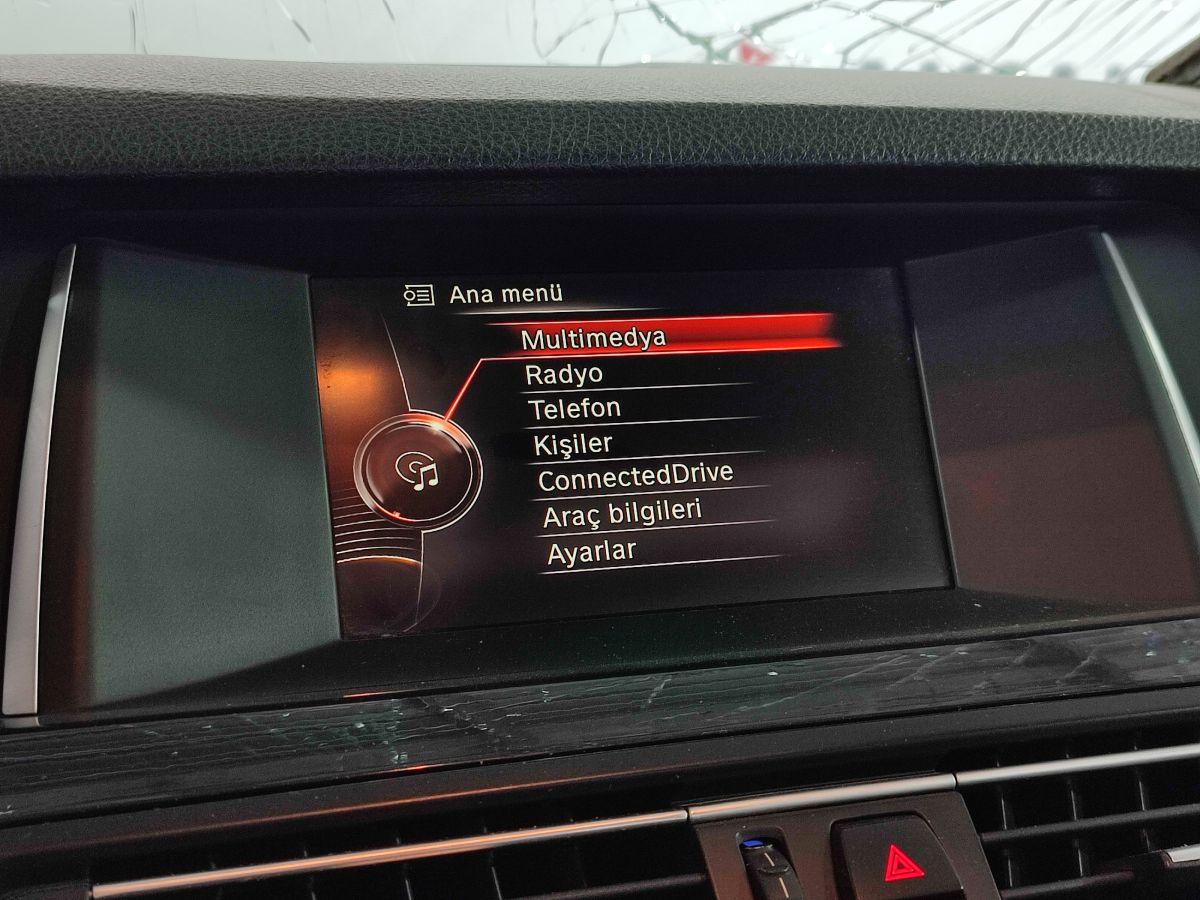 Ana menü
Multimedya
Radyo
Telefon
Kişiler
ConnectedDrive
Araç bilgileri
Ayarlar